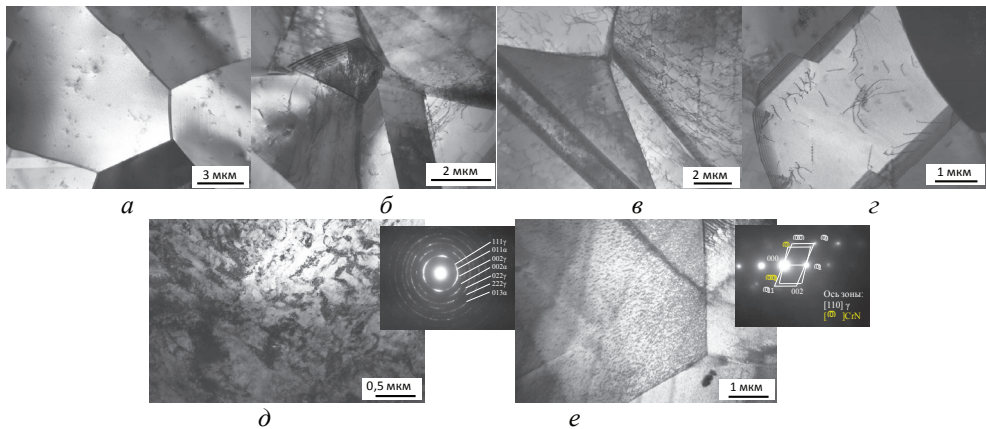 3 мкм
2 мкм
2 мкм
1 мкм
а
б
в
г
111γ
011α
002γ
002α
022γ
222γ
013α
0,5 мкм
000
002
Ось зоны:
[110] γ
]CrN
1 мкм
д
е